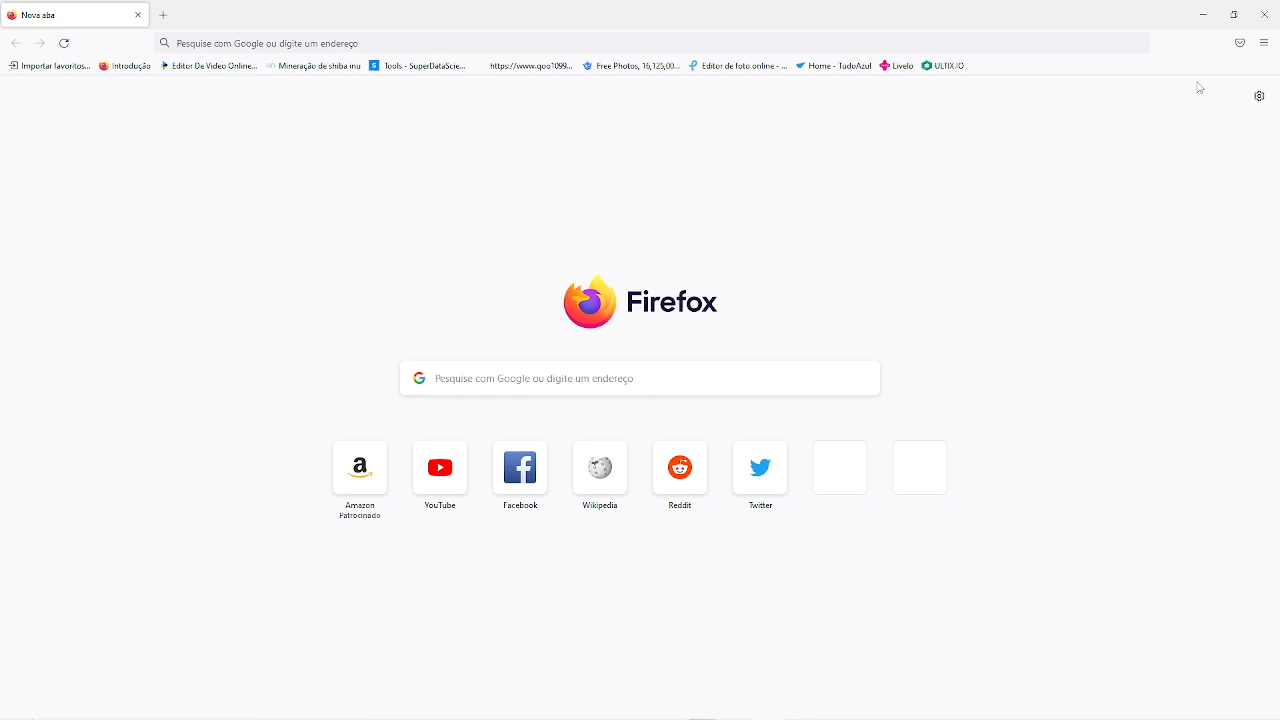 Nova aba
Pesquise com Google ou digite um endereço
Importar favoritos... Introdução Editor De Video Online... Mineração de shiba inu Tools - SuperDataScie... https://www.qoo1099... Free Photos, 16,125,00... Editor de foto online - ... Home - TudoAzul Livelo ULTIX.IO
Firefox
Pesquise com Google ou digite um endereço
Amazon YouTube Facebook Wikipedia Reddit Twitter
Patrocinado